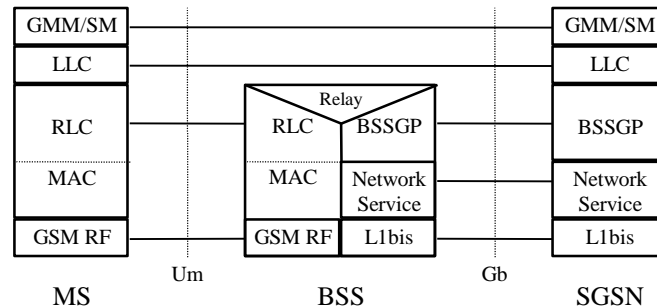 GMM/SM
GMM/SM
LLC
LLC
Relay
RLC
RLC
BSSGP
BSSGP
MAC
MAC
Network
Service
Network
Service
GSM RF
GSM RF
L1bis
L1bis
Um
Gb
MS
BSS
SGSN